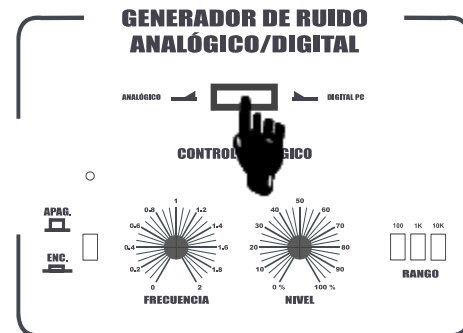 GENERADOR DE RUIDO
ANALÓGICO/DIGITAL
ANALÓGICO
DIGITAL PC
APAG.
ENC.
0 0.2 0.4 0.6 0.8 1 1.2 1.4 1.6 1.8 2
FRECUENCIA
0 % 10 20 30 40 50 60 70 80 90 100 %
NIVEL
100 1K 10K
RANGO